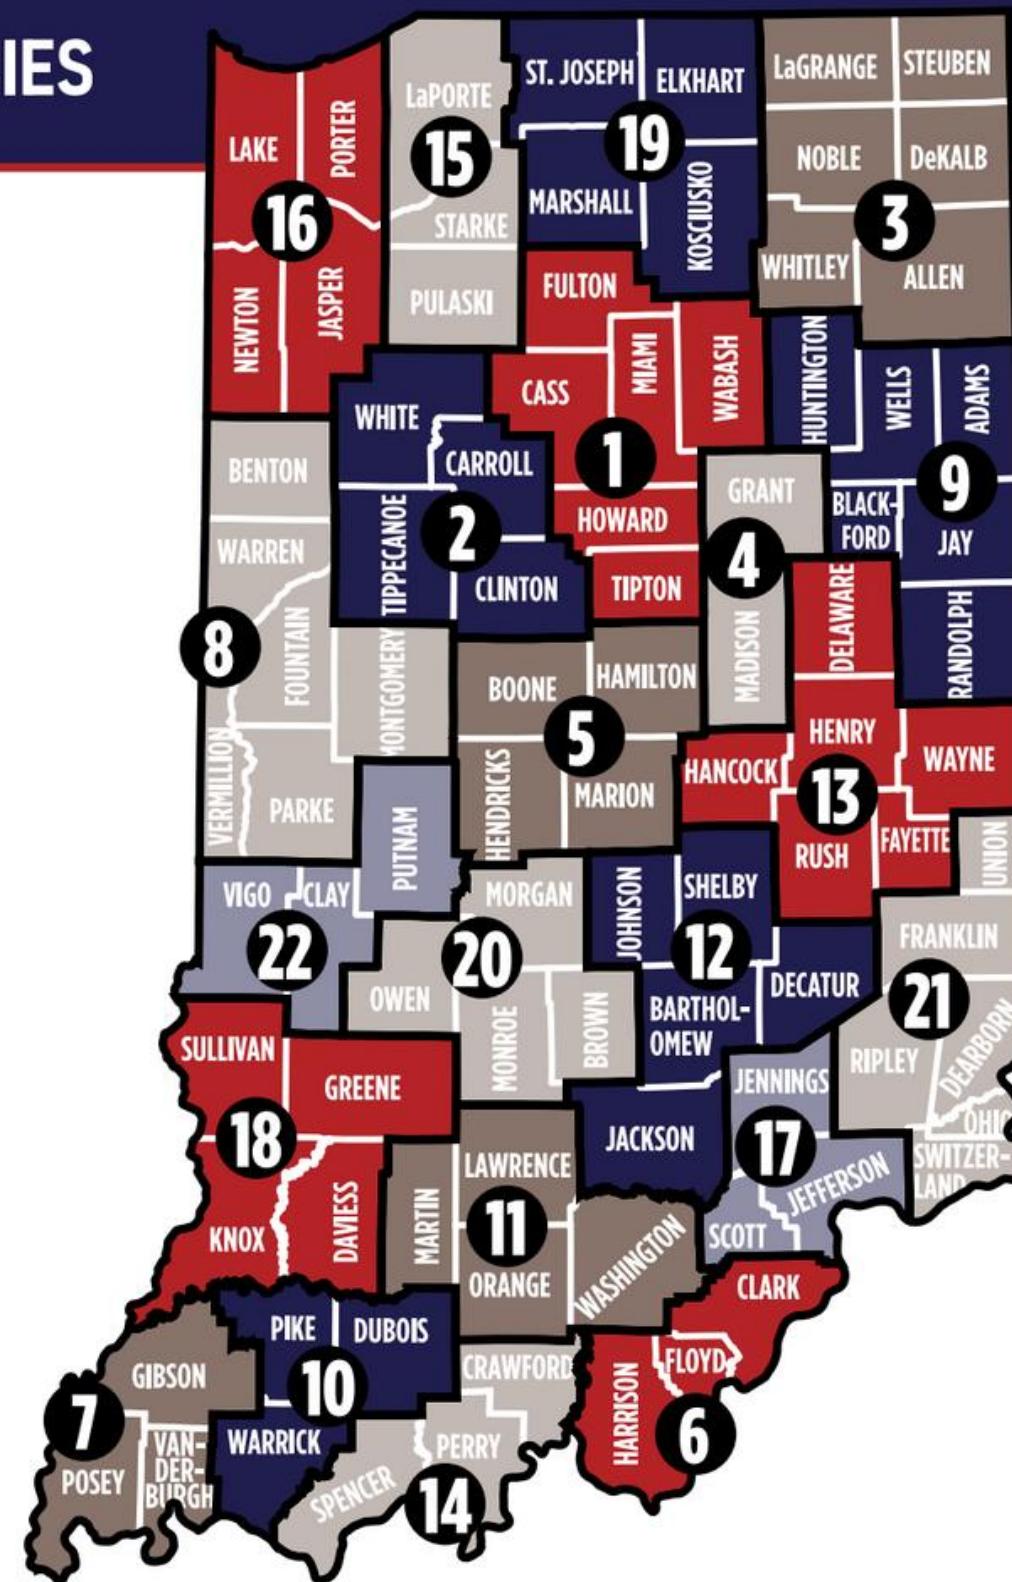 IES
ST. JOSEPH
ELKHART
LaGRANGE
STEUBEN
LaPORTE
PORTER
LAKE
15
19
NOBLE
DeKALB
MARSHALL
KOSCIUSKO
16
STARKE
3
WHITLEY
ALLEN
FULTON
PULASKI
NEWTON
JASPER
MIAMI
WABASH
HUNTINGTON
WELLS
ADAMS
CASS
WHITE
1
CARROLL
BENTON
GRANT
9
BLACK-
FORD
HOWARD
2
TIPPECANOE
WARREN
JAY
4
CLINTON
TIPTON
DELAWARE
RANDOLPH
8
FOUNTAIN
MONTGOMERY
MADISON
BOONE
HAMILTON
5
HENRY
WAYNE
HANCOCK
VERMILLION
HENDRICKS
MARION
13
PARKE
PUTNAM
RUSH
FAYETTE
UNION
VIGO
CLAY
MORGAN
JOHNSON
SHELBY
FRANKLIN
22
20
12
DECATUR
OWEN
21
BARTHOL-
OMEW
MONROE
BROWN
SULLIVAN
RIPLEY
DEARBORN
JENNINGS
GREENE
OHIO
18
JACKSON
17
LAWRENCE
SWITZER-
LAND
JEFFERSON
MARTIN
11
DAVIESS
KNOX
SCOTT
WASHINGTON
ORANGE
CLARK
PIKE
DUBOIS
FLOYD
CRAWFORD
GIBSON
10
HARRISON
7
6
WARRICK
PERRY
VAN-
DER-
BURGH
POSEY
SPENCER
14